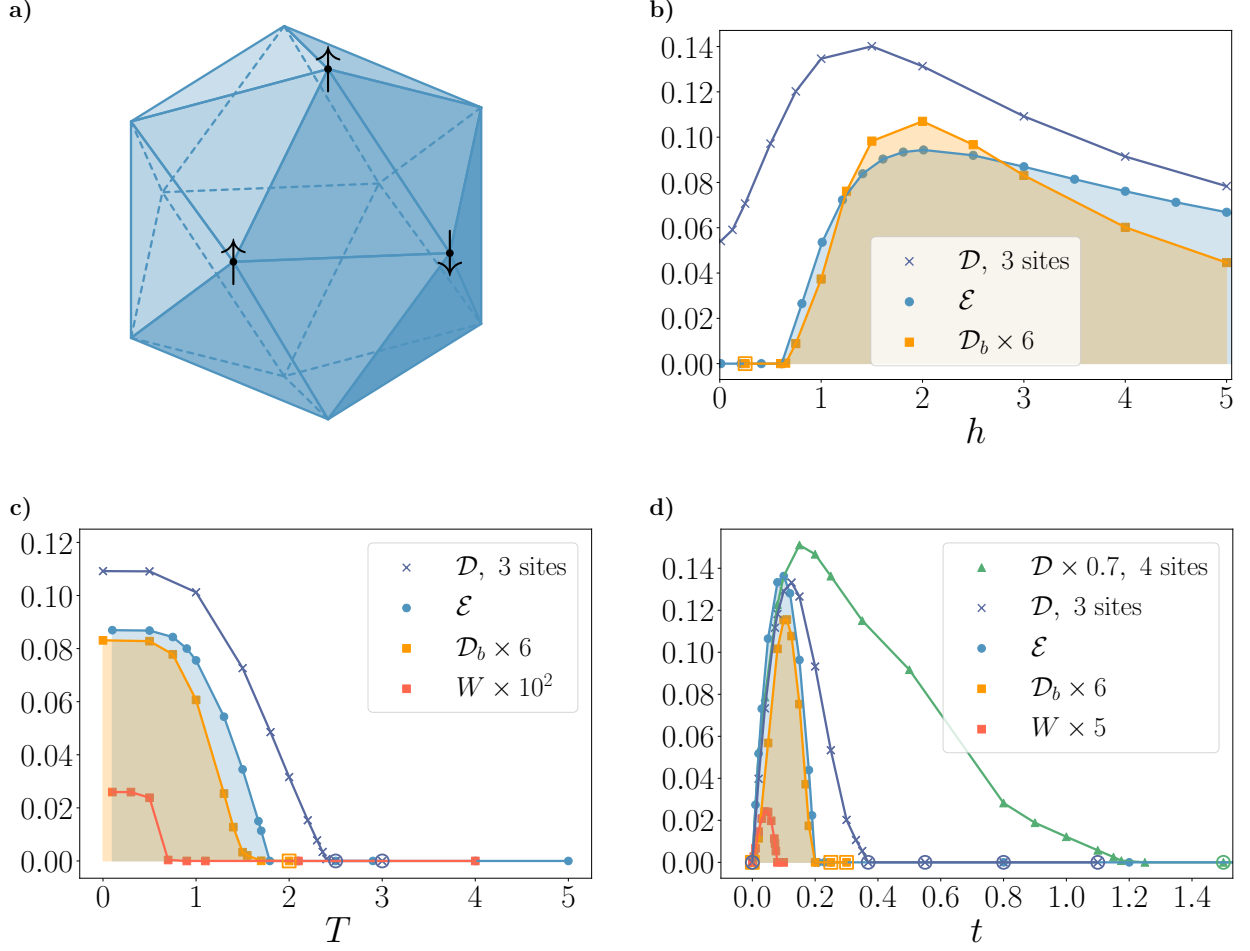 a)
b)
0.14
0.12
0.10
0.08
0.06
0.04
0.02
0.00
𝒟, 3 sites
ℰ
𝒟_b × 6
0 1 2 3 4 5
h
c)
0.12
0.10
0.08
0.06
0.04
0.02
0.00
𝒟, 3 sites
ℰ
𝒟_b × 6
W × 10²
0 1 2 3 4 5
T
d)
0.14
0.12
0.10
0.08
0.06
0.04
0.02
0.00
𝒟 × 0.7, 4 sites
𝒟, 3 sites
ℰ
𝒟_b × 6
W × 5
0.0 0.2 0.4 0.6 0.8 1.0 1.2 1.4
t